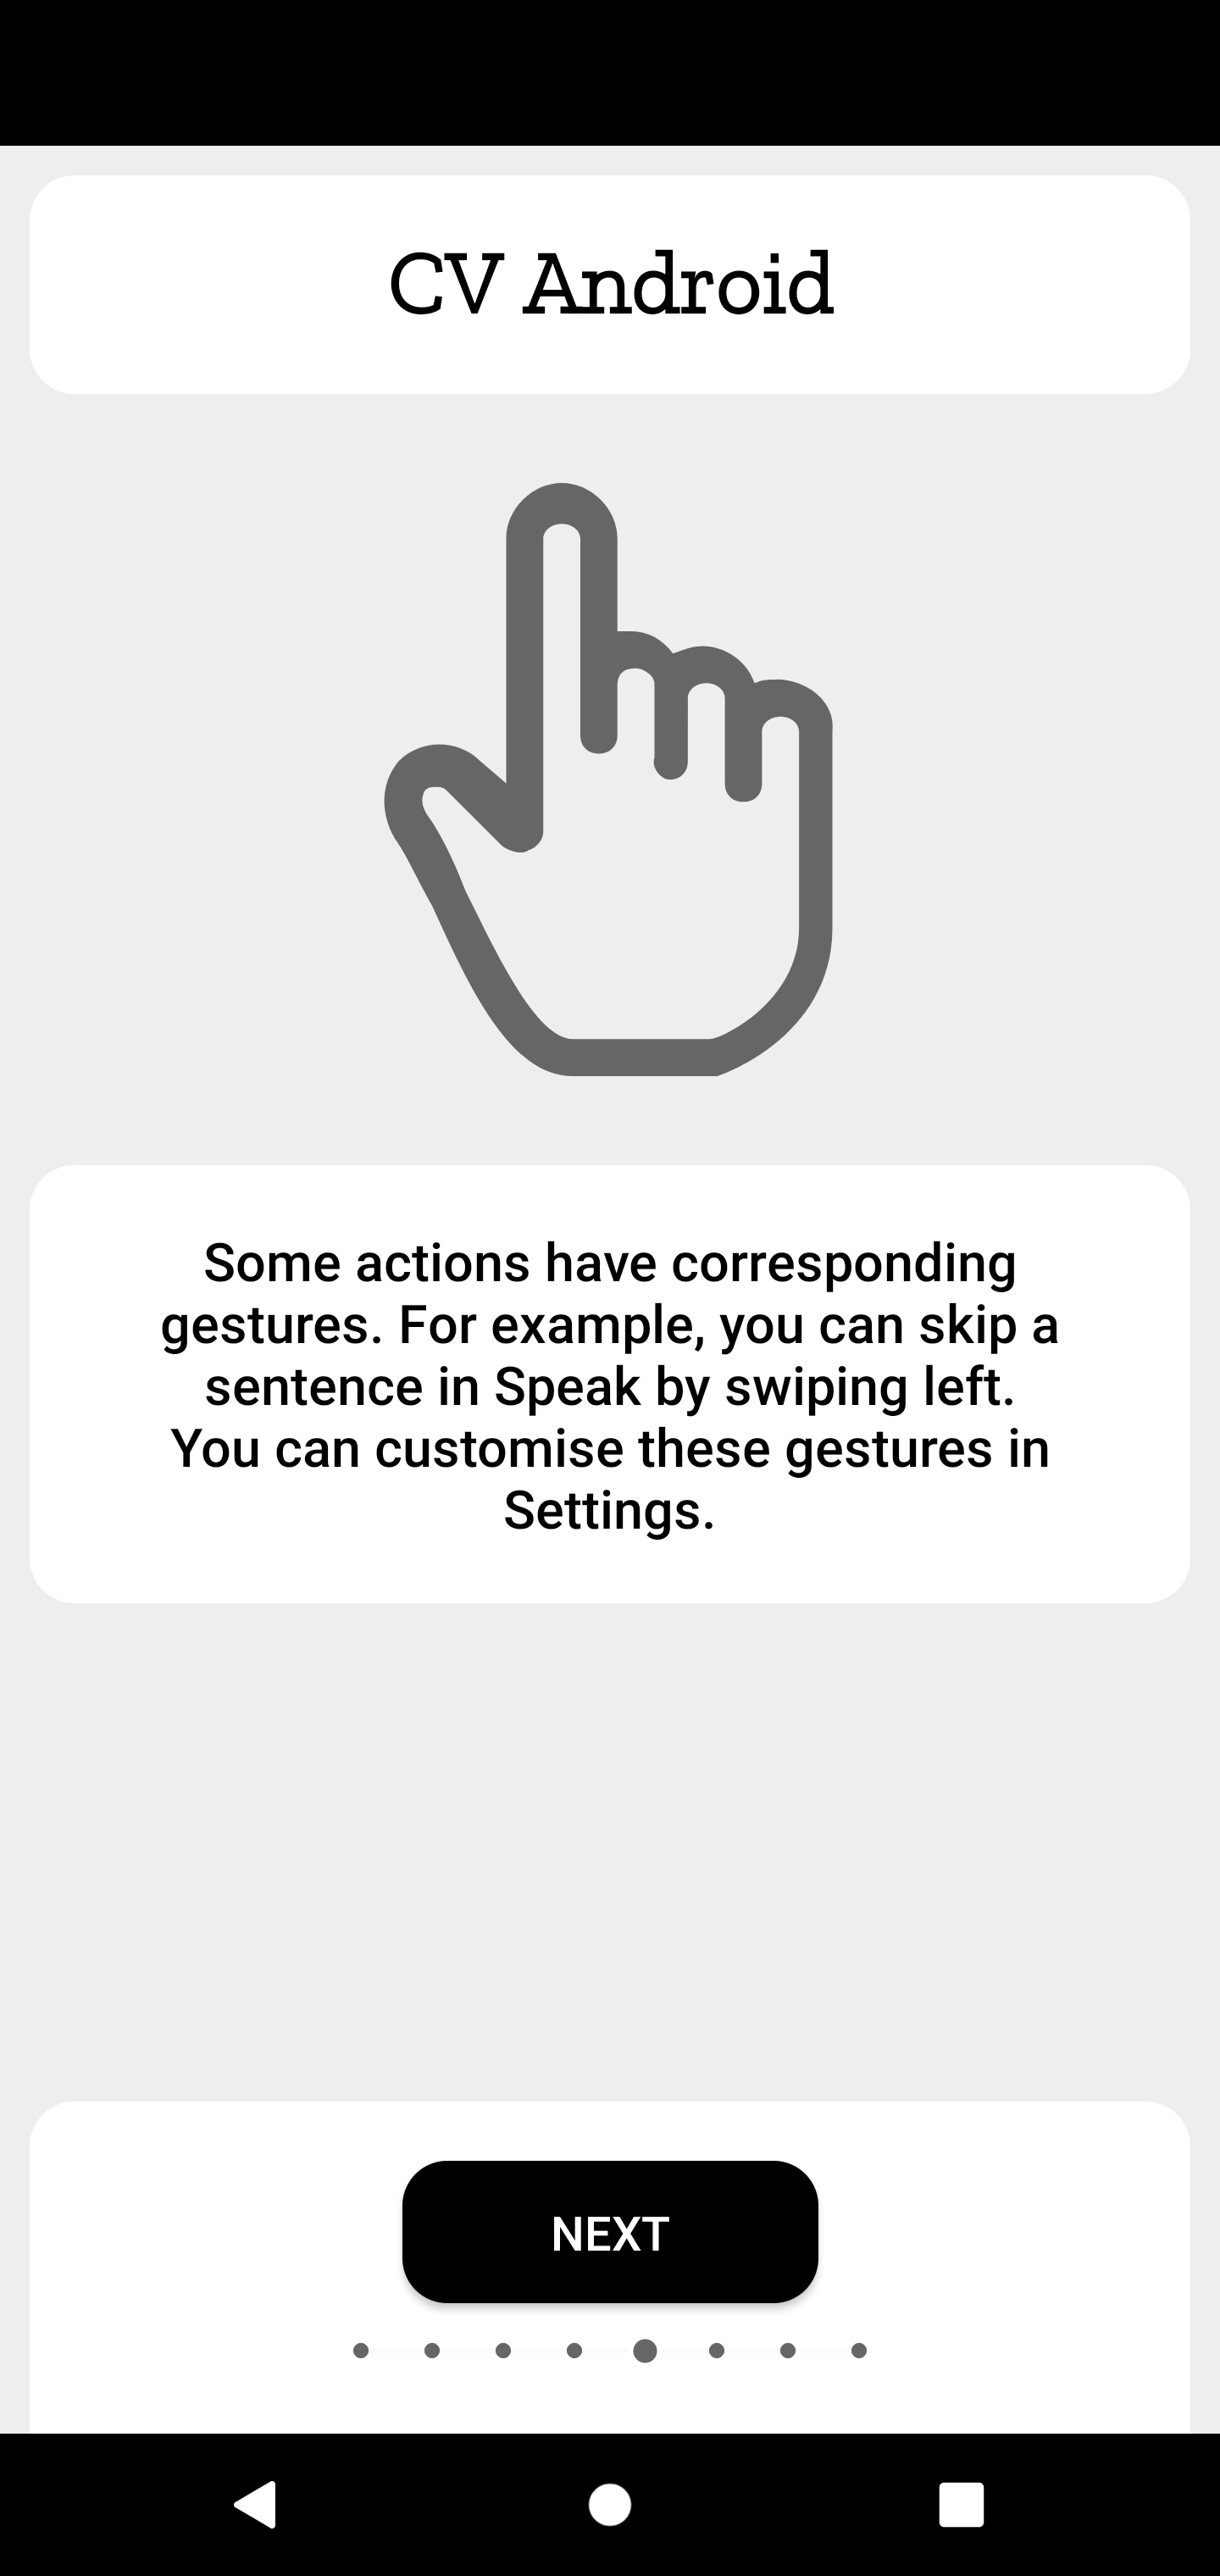 CV Android
Some actions have corresponding
gestures. For example, you can skip a
sentence in Speak by swiping left.
You can customise these gestures in
Settings.
NEXT